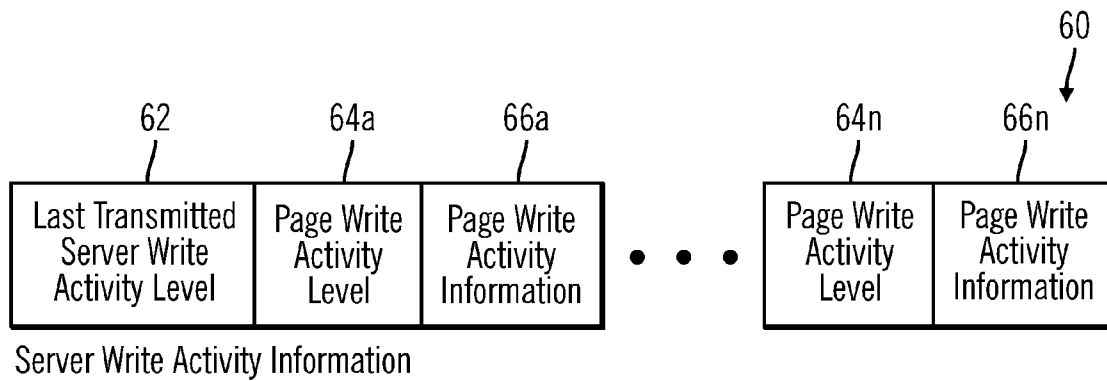 60
62
64a
66a
64n
66n
Last Transmitted
Server Write
Activity Level
Page Write
Activity
Level
Page Write
Activity
Information
Page Write
Activity
Level
Page Write
Activity
Information
Server Write Activity Information